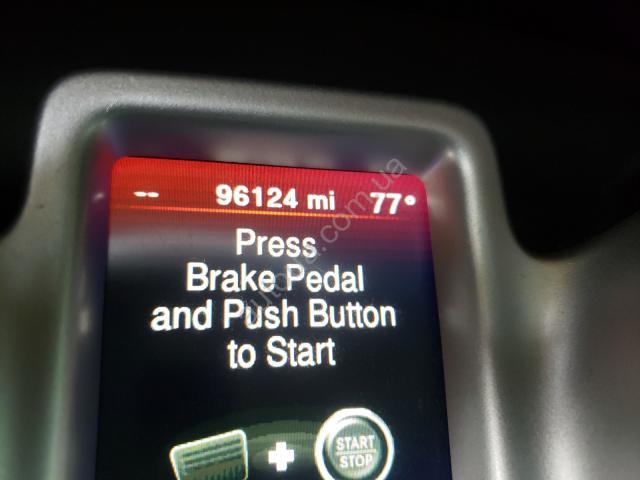 -- 96124 mi 77°
Press
Brake Pedal
and Push Button
to Start
START
STOP